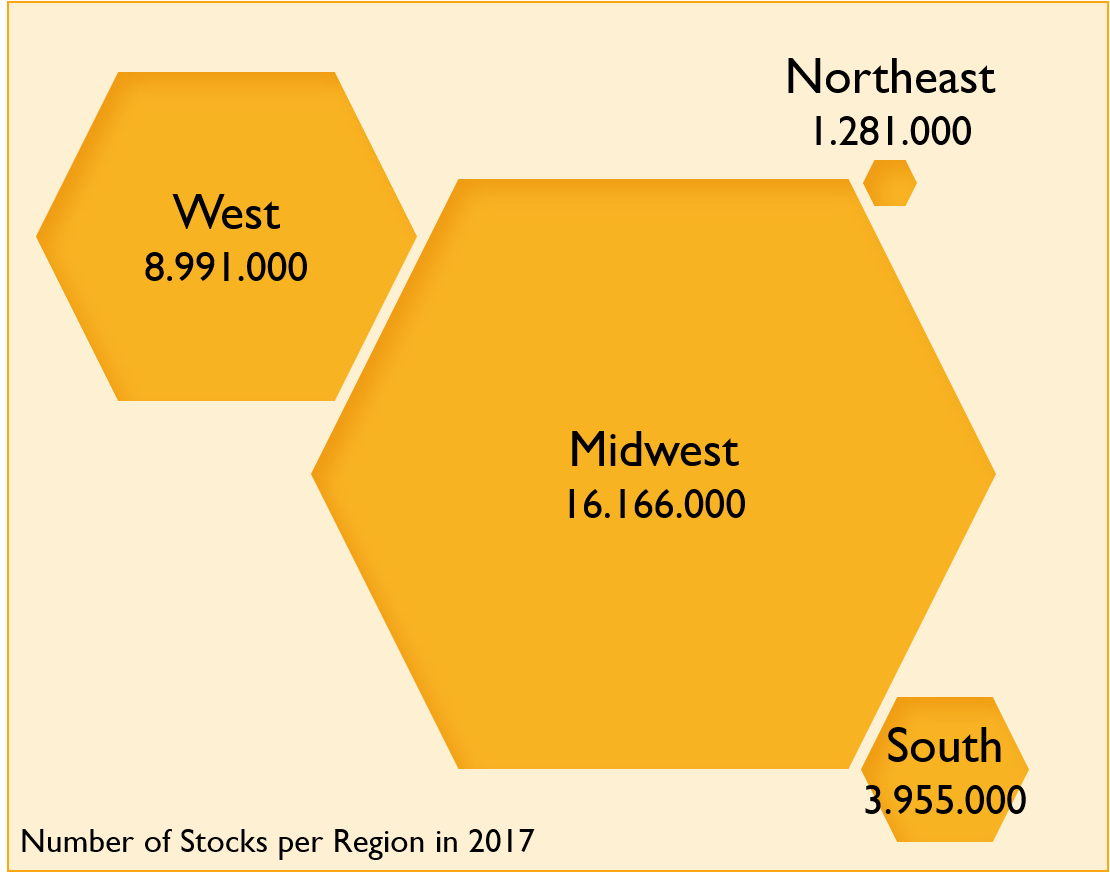 Northeast
1.281.000
West
8.991.000
Midwest
16.166.000
South
3.955.000
Number of Stocks per Region in 2017